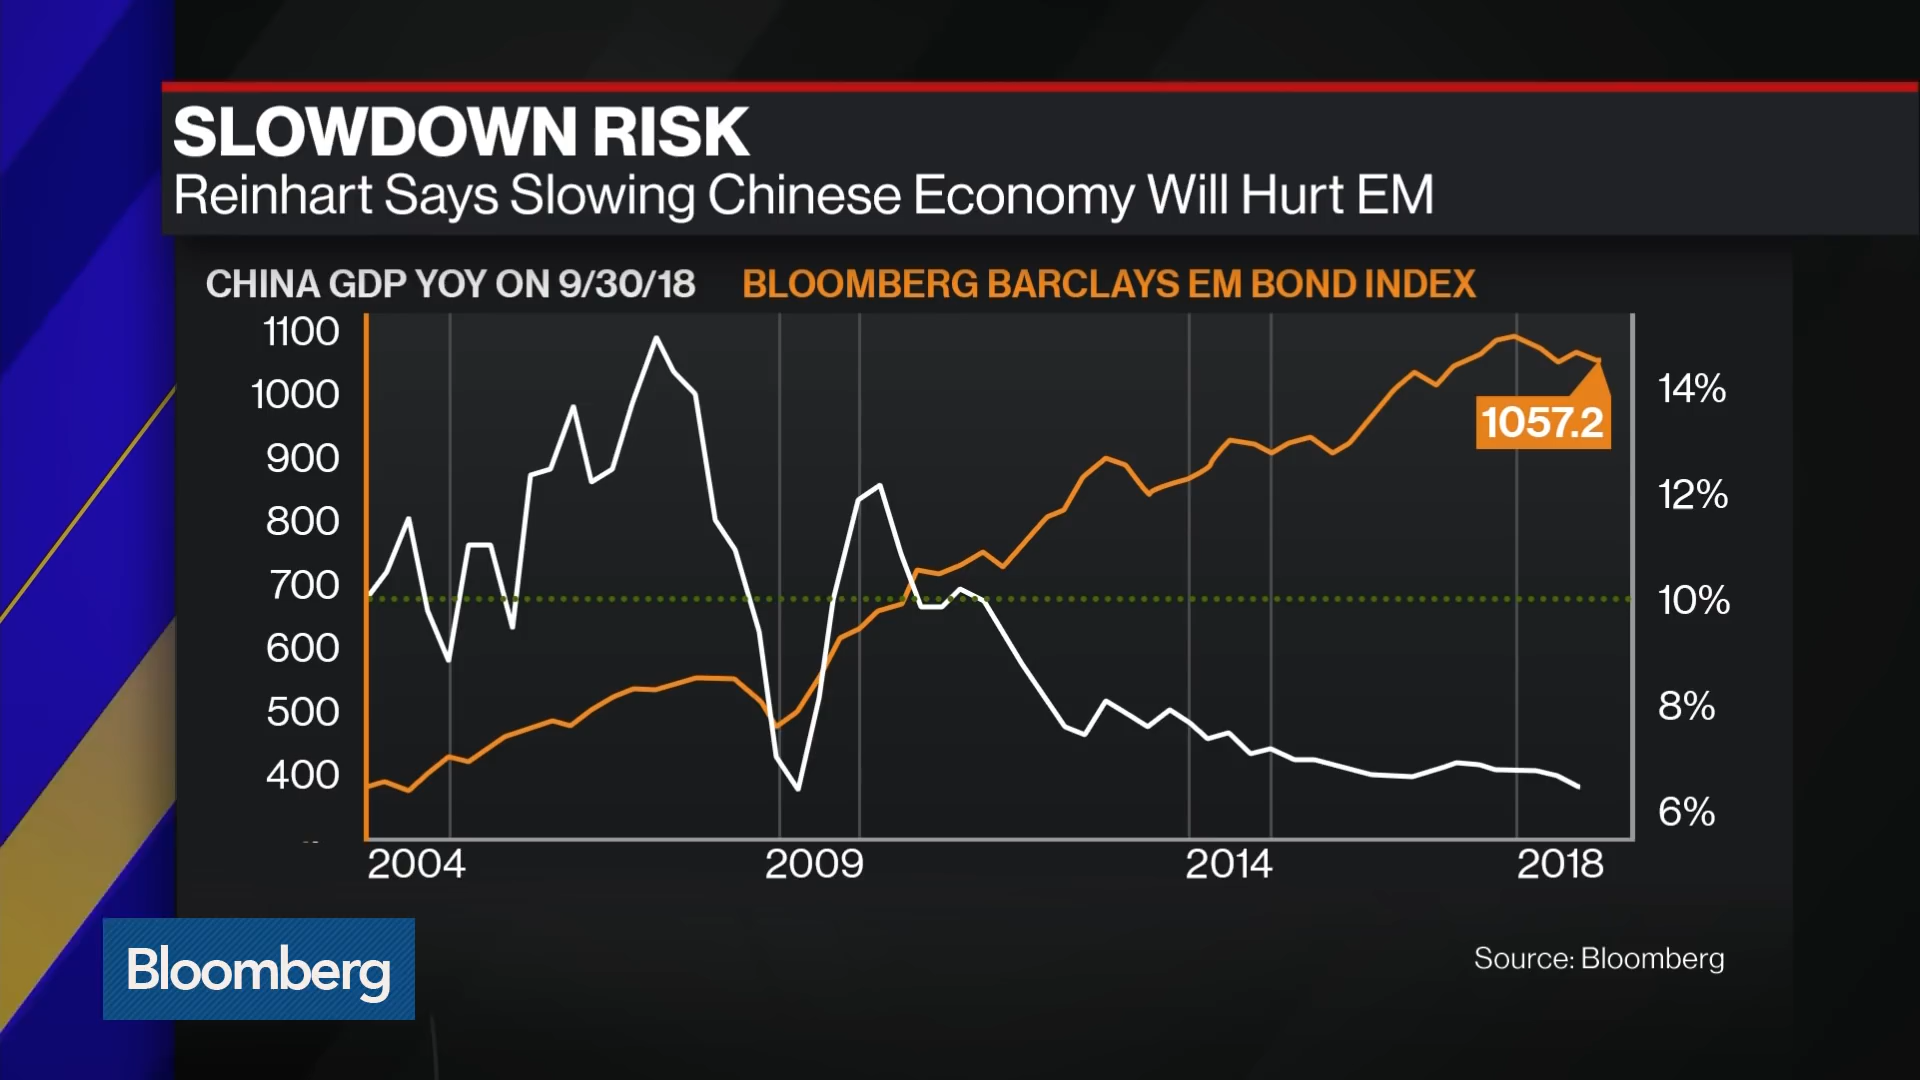 SLOWDOWN RISK
Reinhart Says Slowing Chinese Economy Will Hurt EM
CHINA GDP YOY ON 9/30/18 BLOOMBERG BARCLAYS EM BOND INDEX
1100
1000
900
800
700
600
500
400
14%
12%
10%
8%
6%
1057.2
2004 2009 2014 2018
Bloomberg
Source: Bloomberg